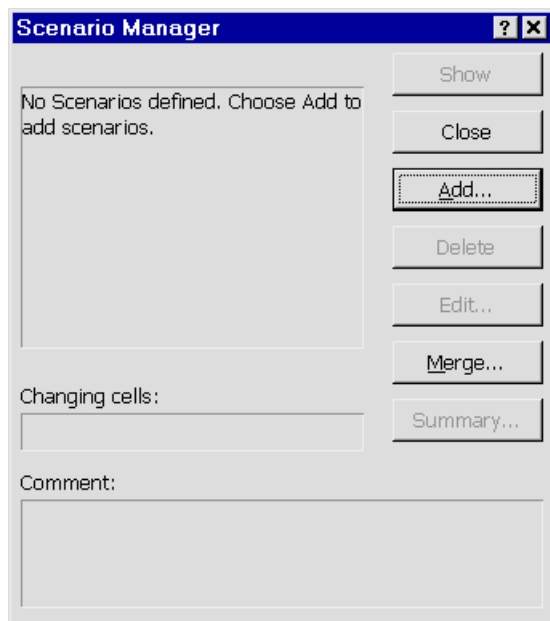 Scenario Manager
Show
No Scenarios defined. Choose Add to
add scenarios.
Close
Add...
Delete
Edit...
Merge...
Changing cells:
Summary...
Comment: